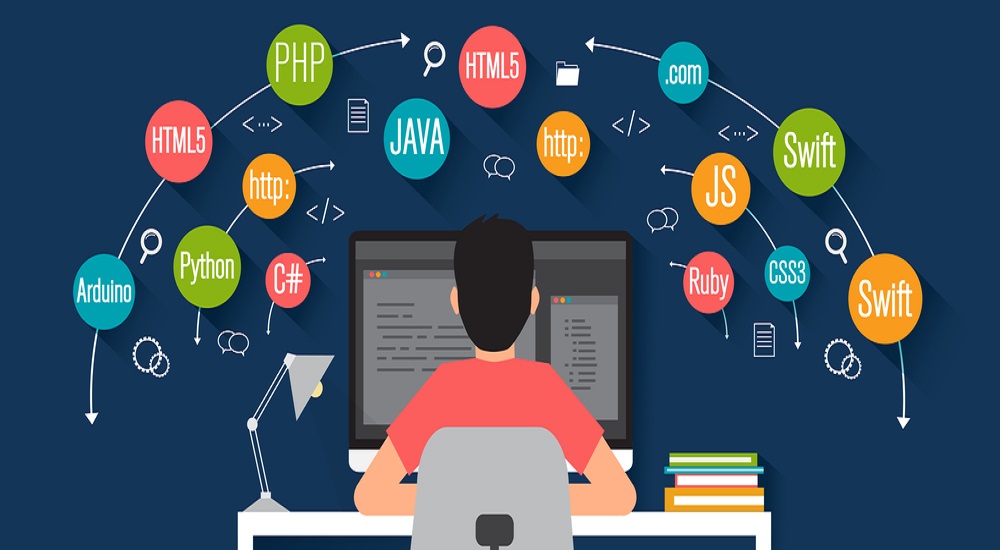 PHP
HTML5
.com
HTML5
JAVA
http:
Swift
http:
JS
Python
C#
Ruby
CSS3
Arduino
Swift